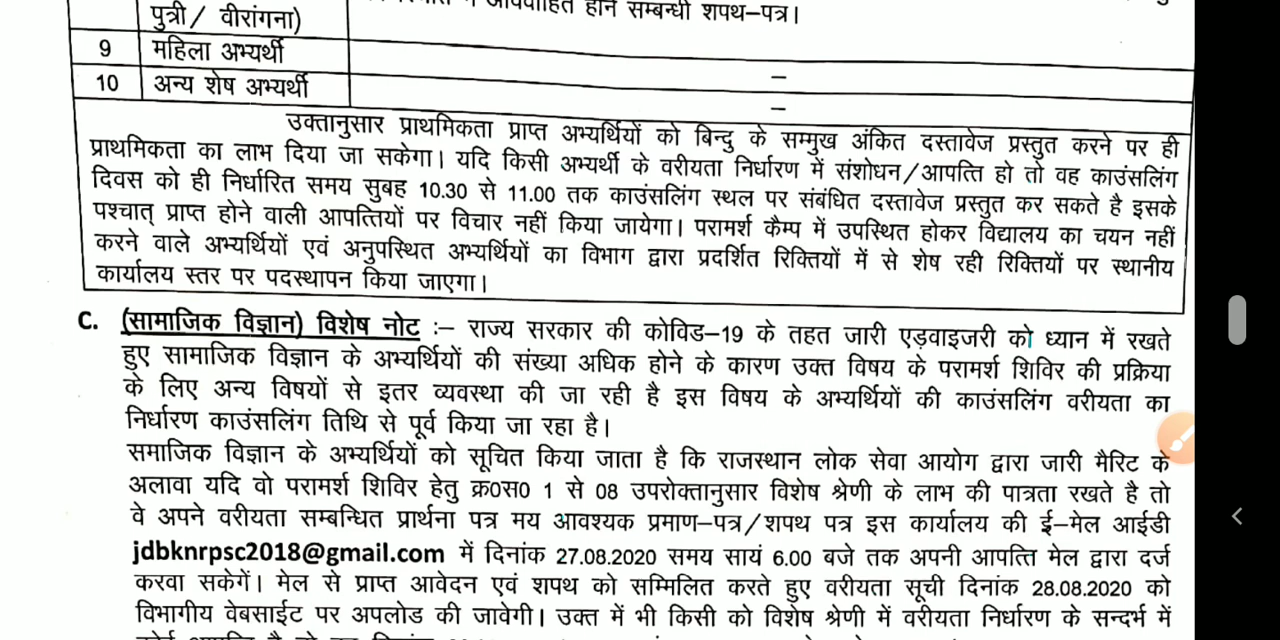 पुत्री/ वीरांगना)
में अविवाहित होने सम्बन्धी शपथ–पत्र।
9 महिला अभ्यर्थी –
10 अन्य शेष अभ्यर्थी –
उक्तानुसार प्राथमिकता प्राप्त अभ्यर्थियों को बिन्दु के सम्मुख अंकित दस्तावेज प्रस्तुत करने पर ही
प्राथमिकता का लाभ दिया जा सकेगा। यदि किसी अभ्यर्थी के वरीयता निर्धारण में संशोधन/आपत्ति हो तो वह काउंसलिंग
दिवस को ही निर्धारित समय सुबह 10.30 से 11.00 तक काउंसलिंग स्थल पर संबंधित दस्तावेज प्रस्तुत कर सकते है इसके
पश्चात् प्राप्त होने वाली आपत्तियों पर विचार नहीं किया जायेगा। परामर्श कैम्प में उपस्थित होकर विद्यालय का चयन नहीं
करने वाले अभ्यर्थियों एवं अनुपस्थित अभ्यर्थियों का विभाग द्वारा प्रदर्शित रिक्तियों में से शेष रही रिक्तियों पर स्थानीय
कार्यालय स्तर पर पदस्थापन किया जाएगा।
C. (सामाजिक विज्ञान) विशेष नोट :– राज्य सरकार की कोविड–19 के तहत जारी एड़वाइजरी को ध्यान में रखते
हुए सामाजिक विज्ञान के अभ्यर्थियों की संख्या अधिक होने के कारण उक्त विषय के परामर्श शिविर की प्रक्रिया
के लिए अन्य विषयों से इतर व्यवस्था की जा रही है इस विषय के अभ्यर्थियों की काउंसलिंग वरीयता का
निर्धारण काउंसलिंग तिथि से पूर्व किया जा रहा है।
समाजिक विज्ञान के अभ्यर्थियों को सूचित किया जाता है कि राजस्थान लोक सेवा आयोग द्वारा जारी मैरिट के
अलावा यदि वो परामर्श शिविर हेतु क्र0स0 1 से 08 उपरोक्तानुसार विशेष श्रेणी के लाभ की पात्रता रखते है तो
वे अपने वरीयता सम्बन्धित प्रार्थना पत्र मय आवश्यक प्रमाण–पत्र/शपथ पत्र इस कार्यालय की ई–मेल आईडी
jdbknrpsc2018@gmail.com में दिनांक 27.08.2020 समय सायं 6.00 बजे तक अपनी आपत्ति मेल द्वारा दर्ज
करवा सकेगें। मेल से प्राप्त आवेदन एवं शपथ को सम्मिलित करते हुए वरीयता सूची दिनांक 28.08.2020 को
विभागीय वेबसाईट पर अपलोड की जावेगी। उक्त में भी किसी को विशेष श्रेणी में वरीयता निर्धारण के सन्दर्भ में